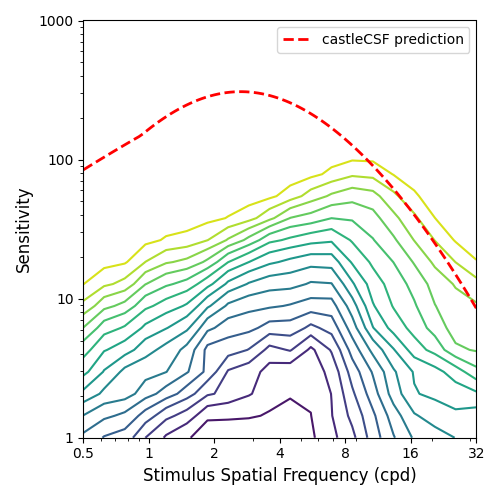 1000
castleCSF prediction
100
Sensitivity
10
1
0.5 1 2 4 8 16 32
Stimulus Spatial Frequency (cpd)